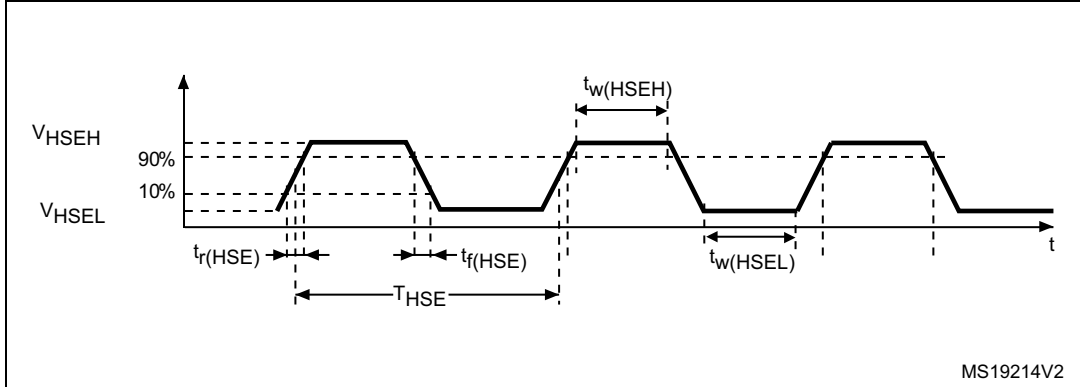 tw(HSEH)
VHSEH
90%
10%
VHSEL
tr(HSE)
tf(HSE)
tw(HSEL)
t
THSE
MS19214V2